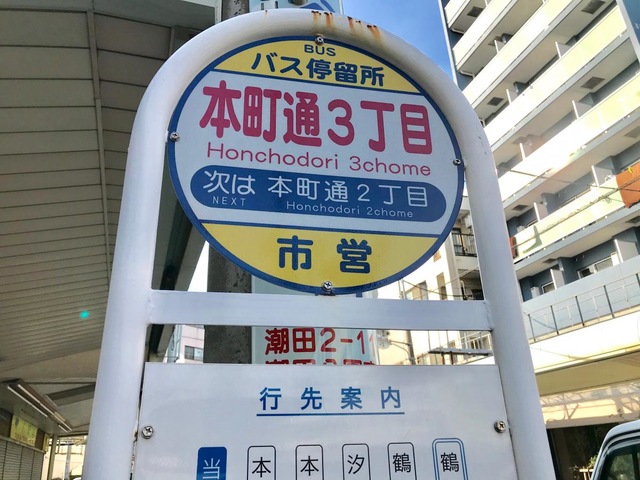 BUS
バス停留所
本町通3丁目
Honchodori 3chome
次は 本町通2丁目
NEXT Honchodori 2chome
市営
潮田2-1
行先案内
当 本 本 汐 鶴 鶴